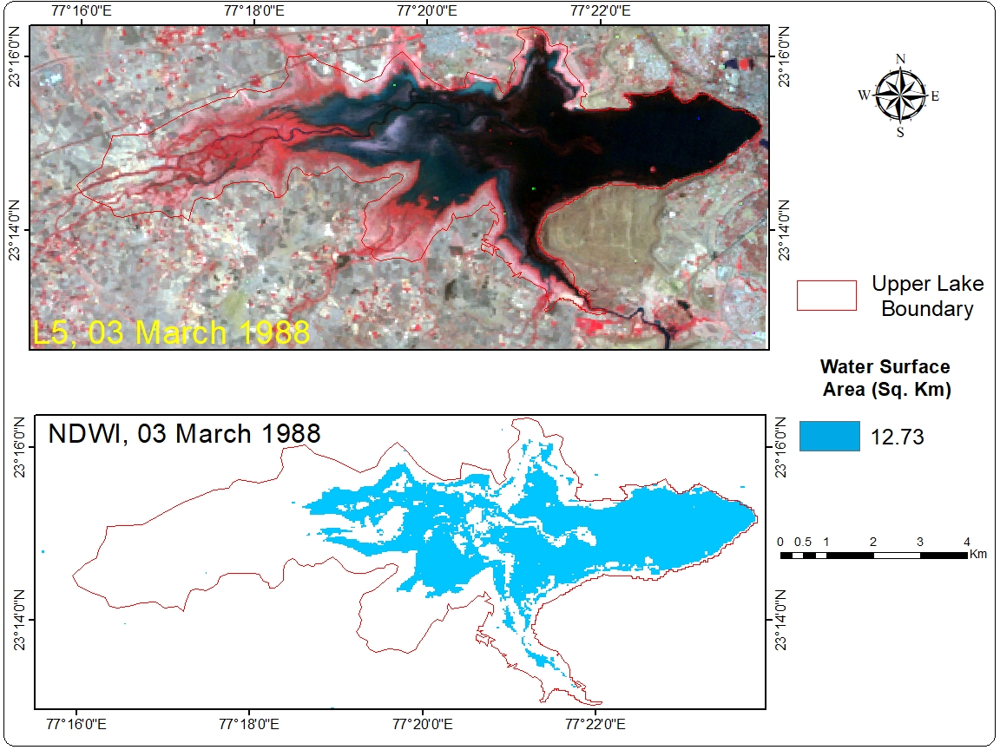 77°16'0"E 77°18'0"E 77°20'0"E 77°22'0"E
23°16'0"N
23°14'0"N
23°16'0"N
23°14'0"N
L5, 03 March 1988
N
W E
S
Upper Lake
Boundary
Water Surface
Area (Sq. Km)
12.73
NDWI, 03 March 1988
23°16'0"N
23°14'0"N
23°16'0"N
23°14'0"N
0 0.5 1 2 3 4
Km
77°16'0"E 77°18'0"E 77°20'0"E 77°22'0"E